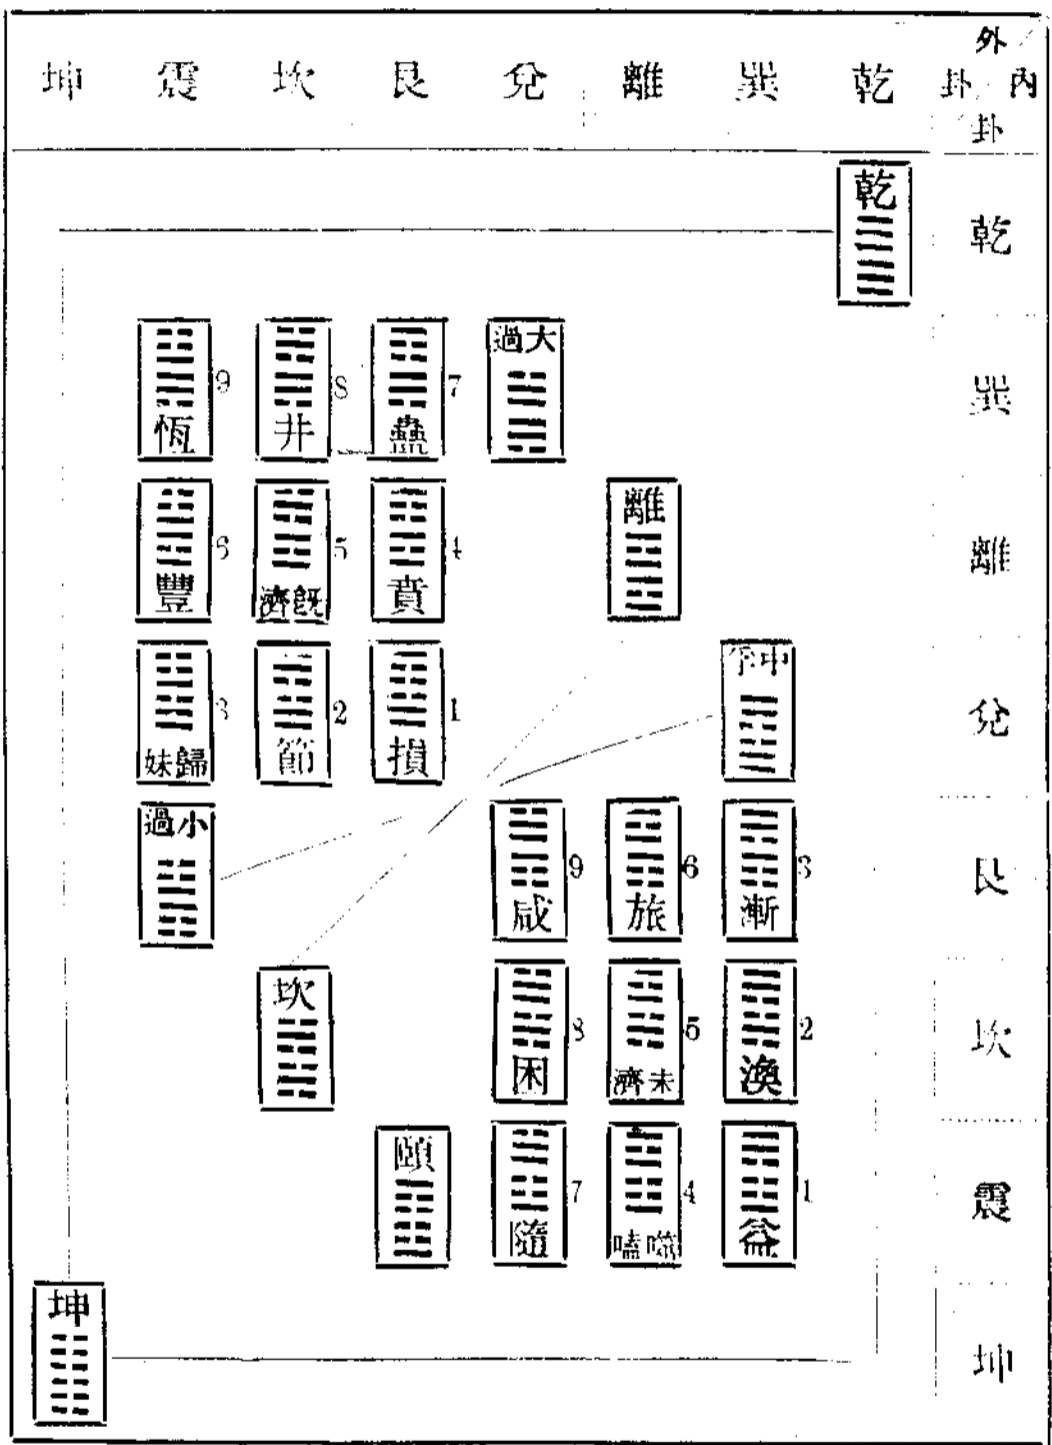 外卦 內卦
乾 巽 離 兌 艮 坎 震 坤
乾 乾
巽 大過 蠱 7 井 8 恆 9
離 離 賁 4 既濟 5 豐 6
兌 中孚 損 1 節 2 歸妹 3
艮 漸 3 旅 6 咸 9 小過
坎 渙 2 未濟 5 困 8 坎
震 益 1 噬嗑 4 隨 7 頤
坤 坤